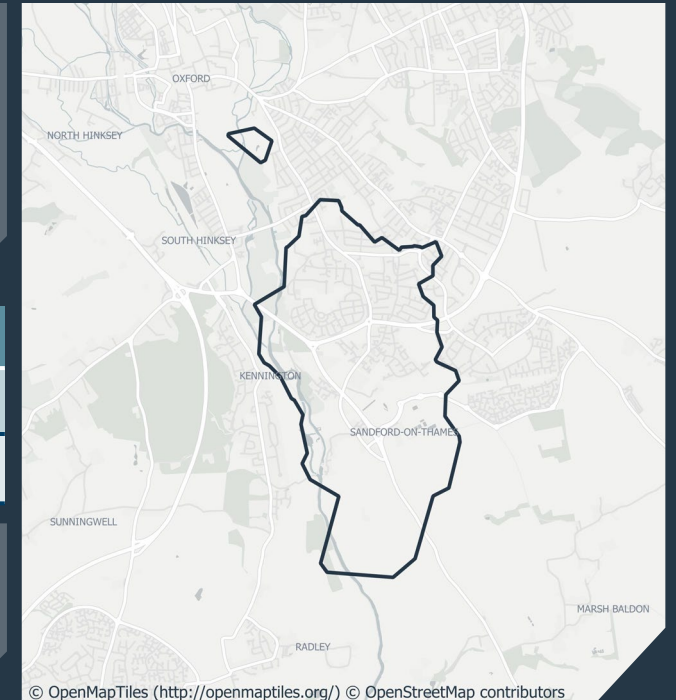 OXFORD
NORTH HINKSEY
SOUTH HINKSEY
KENNINGTON
SANDFORD-ON-THAMES
SUNNINGWELL
MARSH BALDON
RADLEY
© OpenMapTiles (http://openmaptiles.org/) © OpenStreetMap contributors